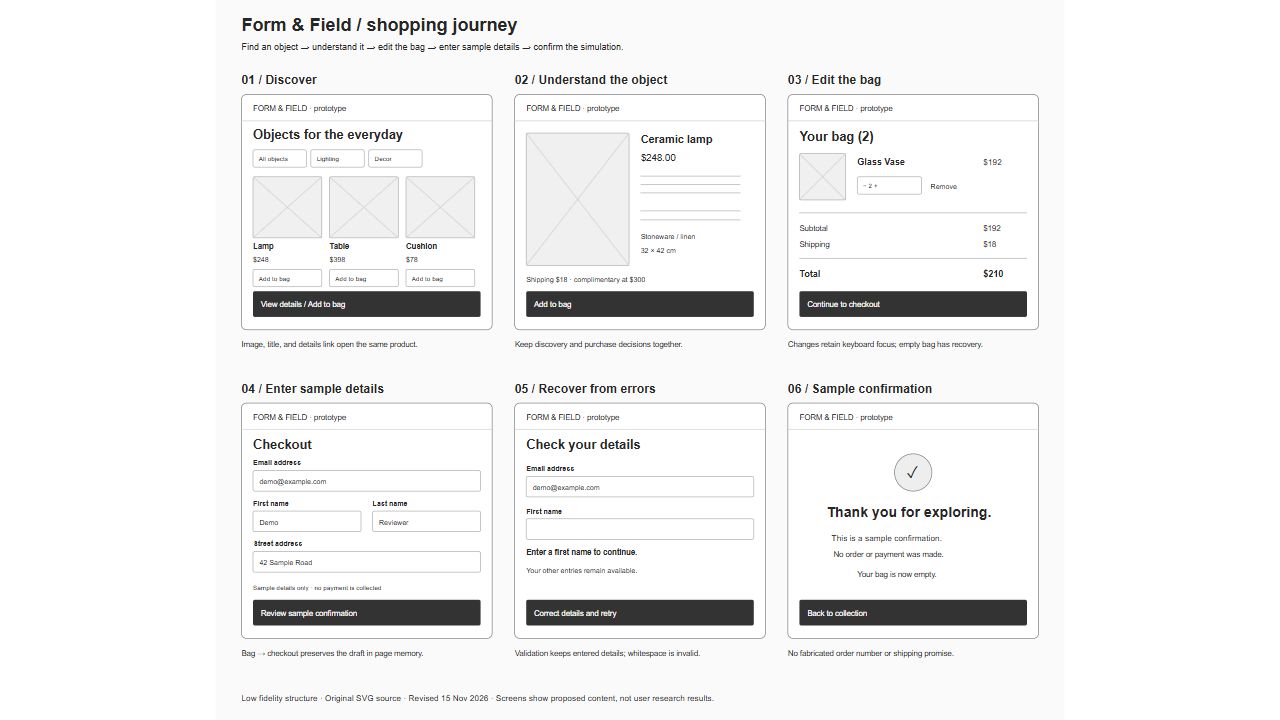 Form & Field / shopping journey
Find an object → understand it → edit the bag → enter sample details → confirm the simulation.
01 / Discover
FORM & FIELD · prototype
Objects for the everyday
All objects
Lighting
Decor
Lamp
Table
Cushion
$248
$398
$78
Add to bag
Add to bag
Add to bag
View details / Add to bag
Image, title, and details link open the same product.
02 / Understand the object
FORM & FIELD · prototype
Ceramic lamp
$248.00
Stoneware / linen
32 × 42 cm
Shipping $18 · complimentary at $300
Add to bag
Keep discovery and purchase decisions together.
03 / Edit the bag
FORM & FIELD · prototype
Your bag (2)
Glass Vase
$192
− 2 +
Remove
Subtotal
$192
Shipping
$18
Total
$210
Continue to checkout
Changes retain keyboard focus; empty bag has recovery.
04 / Enter sample details
FORM & FIELD · prototype
Checkout
Email address
demo@example.com
First name
Last name
Demo
Reviewer
Street address
42 Sample Road
Sample details only · no payment is collected
Review sample confirmation
Bag → checkout preserves the draft in page memory.
05 / Recover from errors
FORM & FIELD · prototype
Check your details
Email address
demo@example.com
First name
Enter a first name to continue.
Your other entries remain available.
Correct details and retry
Validation keeps entered details; whitespace is invalid.
06 / Sample confirmation
FORM & FIELD · prototype
✓
Thank you for exploring.
This is a sample confirmation.
No order or payment was made.
Your bag is now empty.
Back to collection
No fabricated order number or shipping promise.
Low fidelity structure · Original SVG source · Revised 15 Nov 2026 · Screens show proposed content, not user research results.